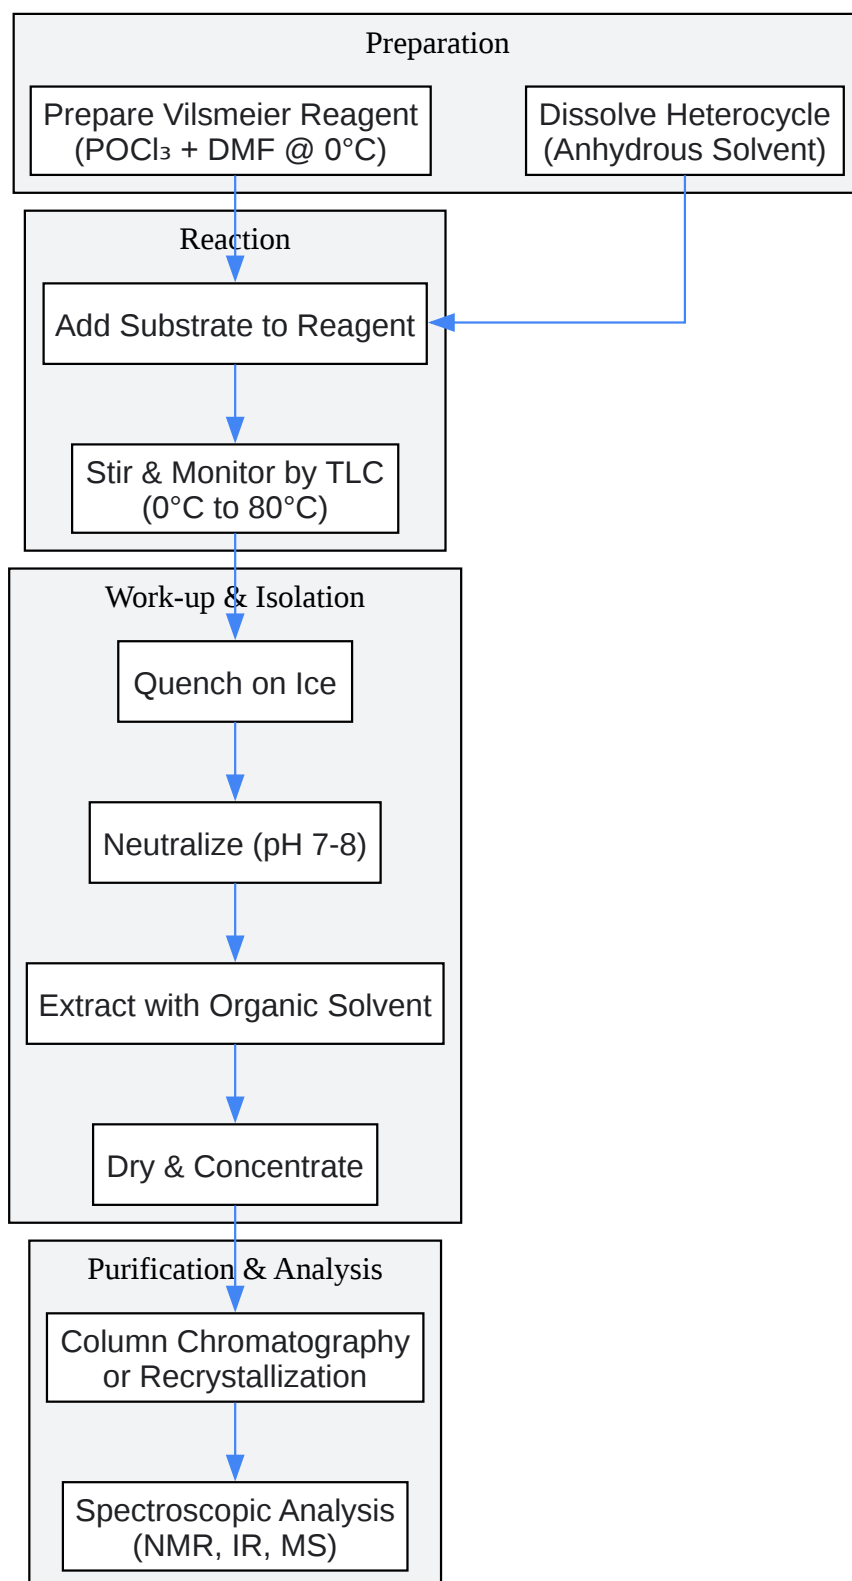 Preparation
Prepare Vilsmeier Reagent
(POCl₃ + DMF @ 0°C)
Dissolve Heterocycle
(Anhydrous Solvent)
Reaction
Add Substrate to Reagent
Stir & Monitor by TLC
(0°C to 80°C)
Work-up & Isolation
Quench on Ice
Neutralize (pH 7-8)
Extract with Organic Solvent
Dry & Concentrate
Purification & Analysis
Column Chromatography
or Recrystallization
Spectroscopic Analysis
(NMR, IR, MS)